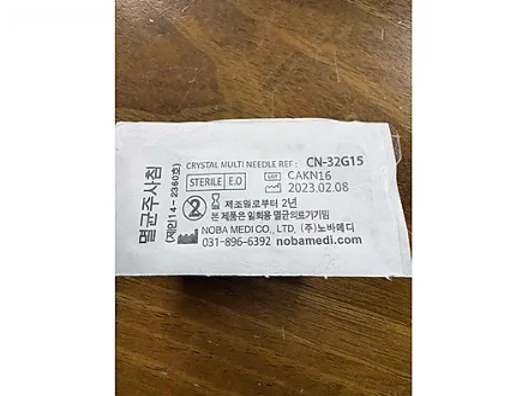 멸균주사침
(제인14-2360호)
CRYSTAL MULTI NEEDLE REF : CN-32G15
STERILE E.O
LOT CAKN16
2023.02.08
2 제조일로부터 2년
본 제품은 일회용 멸균의료기기임
NOBA MEDI CO., LTD, (주)노바메디
031-896-6392 nobamedi.com